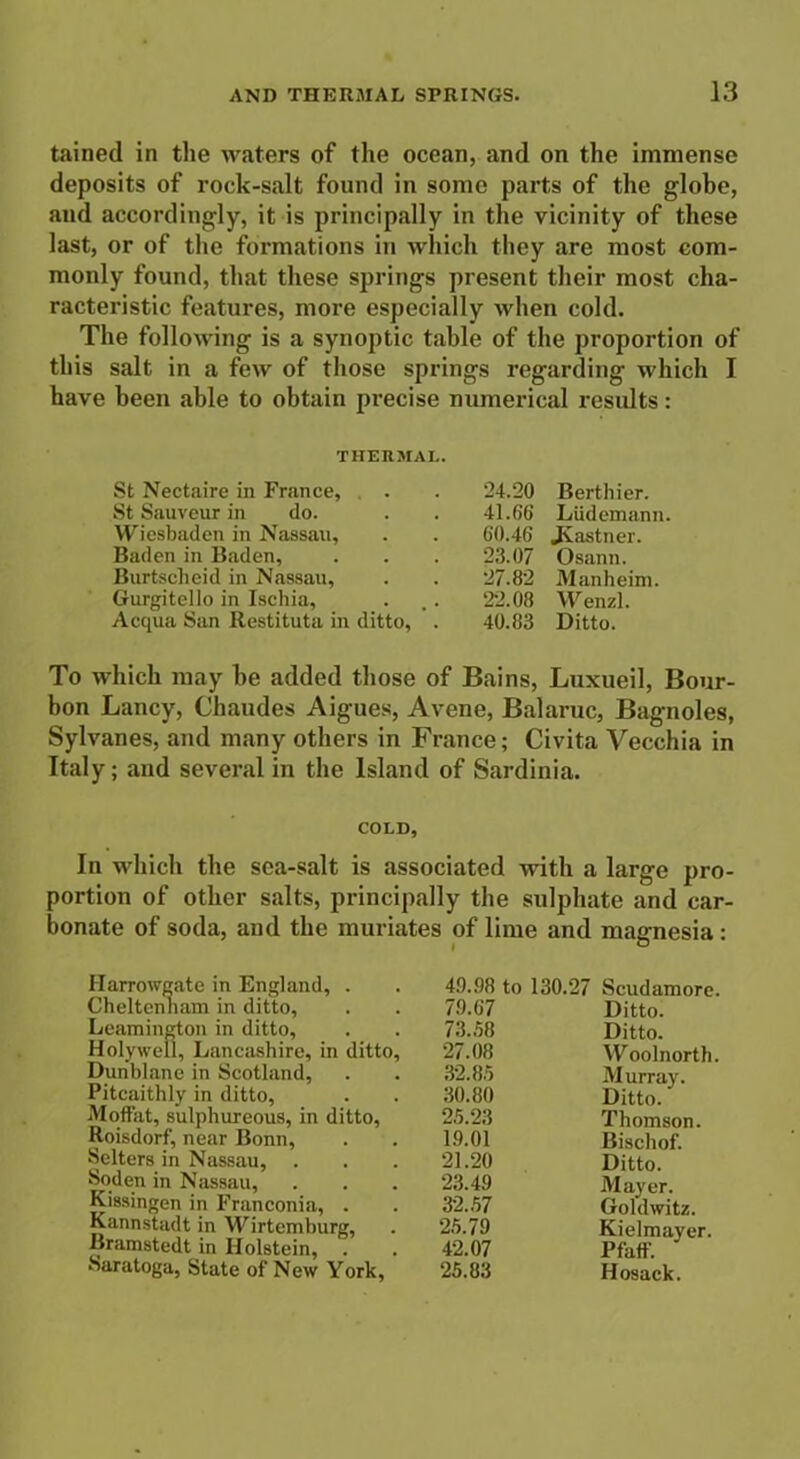 AND THERMAL SPRINGS. 13
tained in the waters of the ocean, and on the immense
deposits of rock-salt found in some parts of the globe,
and accordingly, it is principally in the vicinity of these
last, or of the formations in which they are most com-
monly found, that these springs present their most cha-
racteristic features, more especially when cold.
The following is a synoptic table of the proportion of
this salt in a few of those springs regarding which I
have been able to obtain precise numerical results:
THERMAL.
St Nectaire in France, . . 24.20 Berthier.
St Sauveur in do. . . 41.66 Lüdemann.
Wiesbaden in Nassau, . . 60.46 Kastner.
Baden in Baden, . . . 23.07 Osann.
Burtscheid in Nassau, . . 27.82 Manheim.
Gurgitello in Ischia, . . 22.08 Wenzl.
Acqua San Restituta in ditto, . 40.83 Ditto.
To which may be added those of Bains, Luxueil, Bour-
bon Lancy, Chaudes Aigues, Avene, Balaruc, Bagnoles,
Sylvanes, and many others in France; Civita Vecchia in
Italy; and several in the Island of Sardinia.
COLD,
In which the sea-salt is associated with a large pro-
portion of other salts, principally the sulphate and car-
bonate of soda, and the muriates of lime and magnesia:
Harrowgate in England, . . 49.98 to 130.27 Scudamore.
Cheltenham in ditto, . . 79.67 Ditto.
Leamington in ditto, . . 73.58 Ditto.
Holywell, Lancashire, in ditto, 27.08 Woolnorth.
Dunblane in Scotland, . . 32.85 Murray.
Pitcaithly in ditto, . . 30.80 Ditto.
Moffat, sulphureous, in ditto, 25.23 Thomson.
Roisdorf, near Bonn, . . 19.01 Bischof.
Selters in Nassau, . . . 21.20 Ditto.
Soden in Nassau, . . . 23.49 Mayer.
Kissingen in Franconia, . . 32.57 Goldwitz.
Kannstadt in Wirtemburg, . 25.79 Kielmayer.
Bramstedt in Holstein, . . 42.07 Pfaff.
Saratoga, State of New York, 25.83 Hosack.